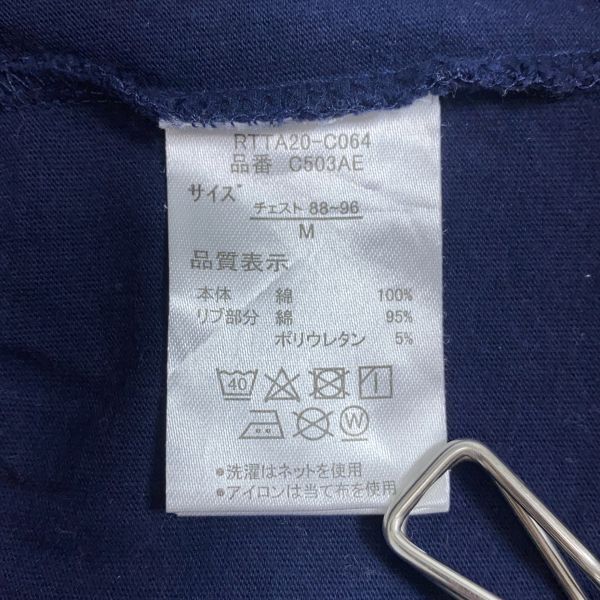 RTTA20-C064
品番 C503AE
サイズ
チェスト 88~96
M
品質表示
本体 綿 100%
リブ部分 綿 95%
ポリウレタン 5%
40
●洗濯はネットを使用
●アイロンは当て布を使用